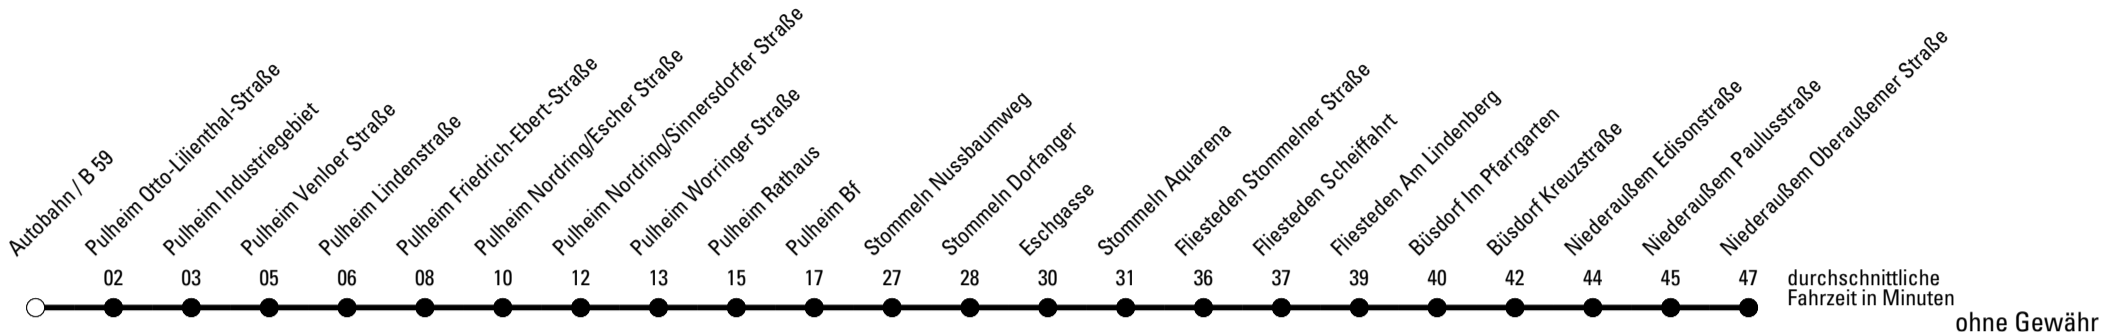 Autobahn / B 59
Pulheim Otto-Lilienthal-Straße
Pulheim Industriegebiet
Pulheim Venloer Straße
Pulheim Lindenstraße
Pulheim Friedrich-Ebert-Straße
Pulheim Nordring/Escher Straße
Pulheim Nordring/Sinnersdorfer Straße
Pulheim Worringer Straße
Pulheim Rathaus
Pulheim Bf
Stommeln Nussbaumweg
Stommeln Dorfanger
Eschgasse
Stommeln Aquarena
Fliesteden Stommelner Straße
Fliesteden Scheiffahrt
Fliesteden Am Lindenberg
Büsdorf Im Pfarrgarten
Büsdorf Kreuzstraße
Niederaußem Edisonstraße
Niederaußem Paulusstraße
Niederaußem Oberaußemer Straße
02 03 05 06 08 10 12 13 15 17 27 28 30 31 36 37 39 40 42 44 45 47
durchschnittliche
Fahrzeit in Minuten
ohne Gewähr